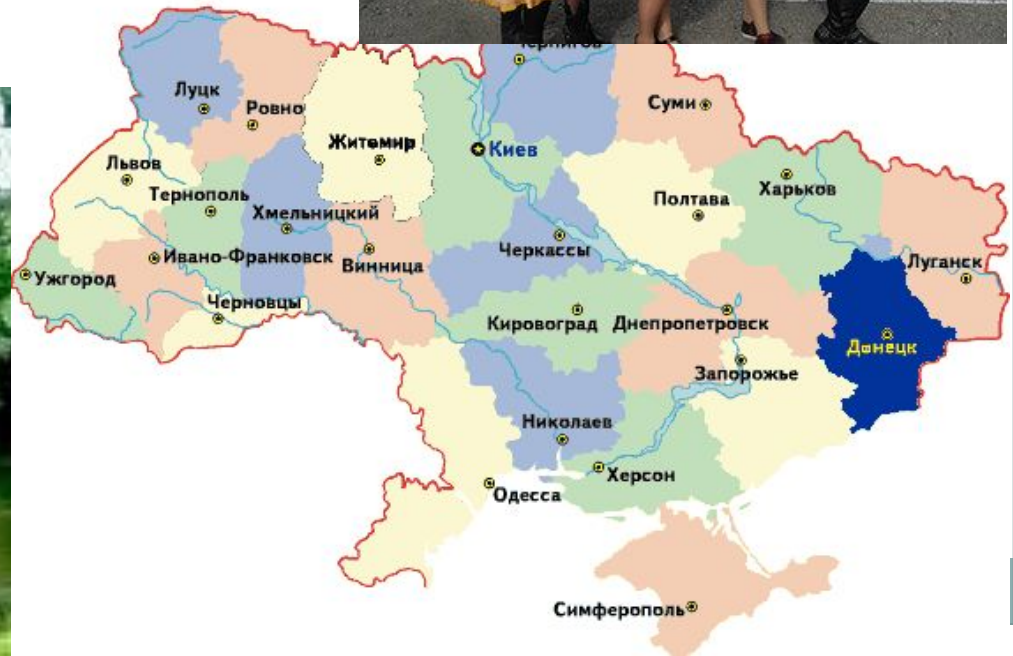 Чернигов
Луцк
Ровно
Суми
Житомир
Киев
Львов
Харьков
Тернополь
Полтава
Хмельницкий
Черкассы
Ивано-Франковск
Винница
Луганск
Ужгород
Черновцы
Кировоград
Днепропетровск
Донецк
Запорожье
Николаев
Херсон
Одесса
Симферополь